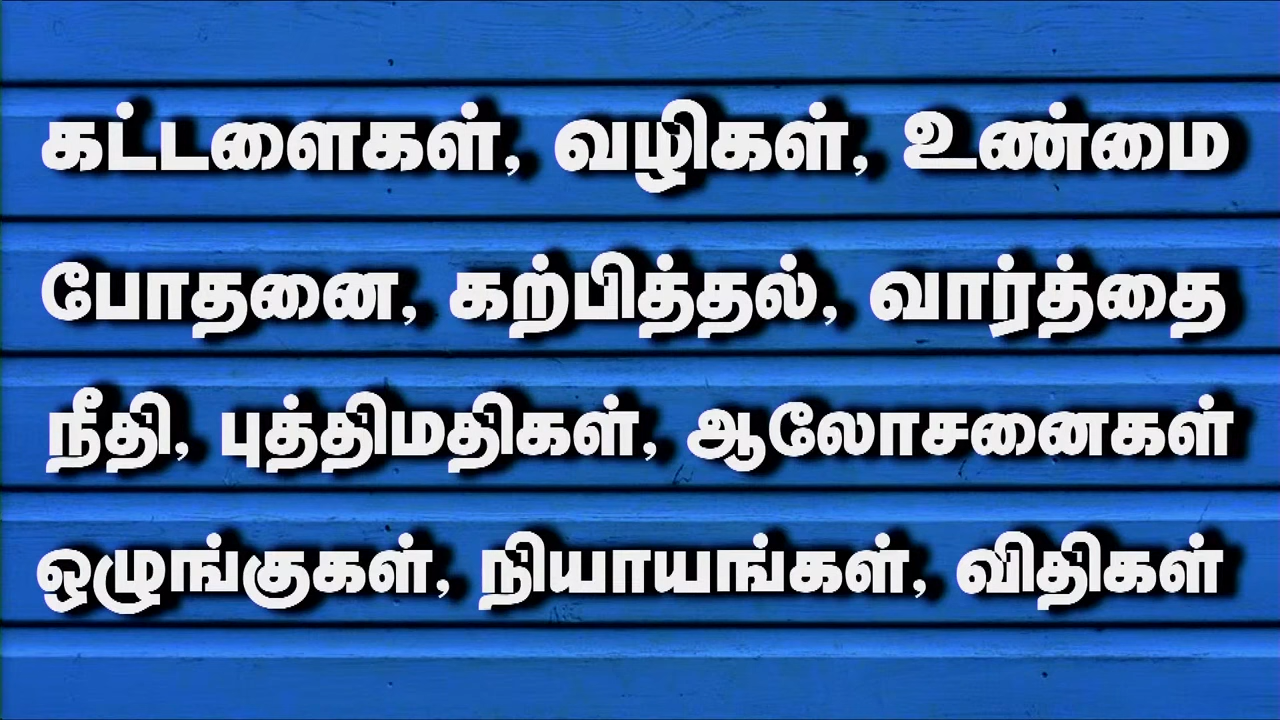 கட்டளைகள், வழிகள், உண்மை
போதனை, கற்பித்தல், வார்த்தை
நீதி, புத்திமதிகள், ஆலோசனைகள்
ஒழுங்குகள், நியாயங்கள், விதிகள்